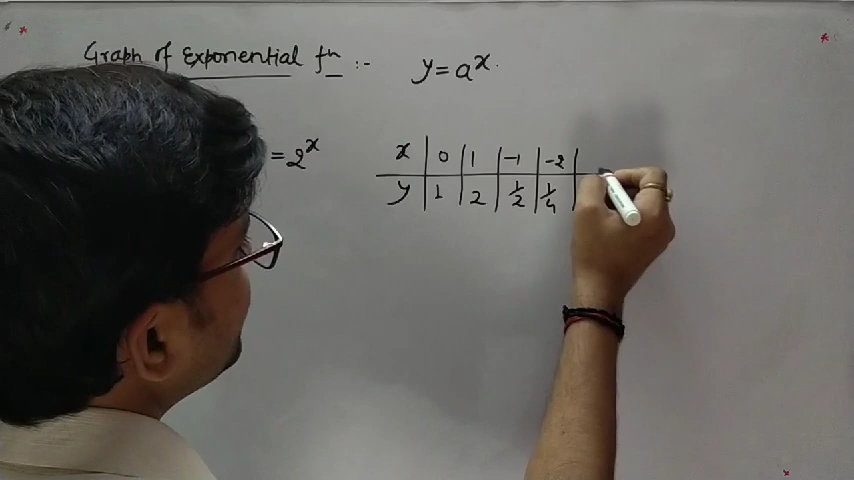 Graph of Exponential fn :- y = a^x.
= 2^x
x | 0 | 1 | -1 | -2 |
y | 1 | 2 | 1/2 | 1/4 |